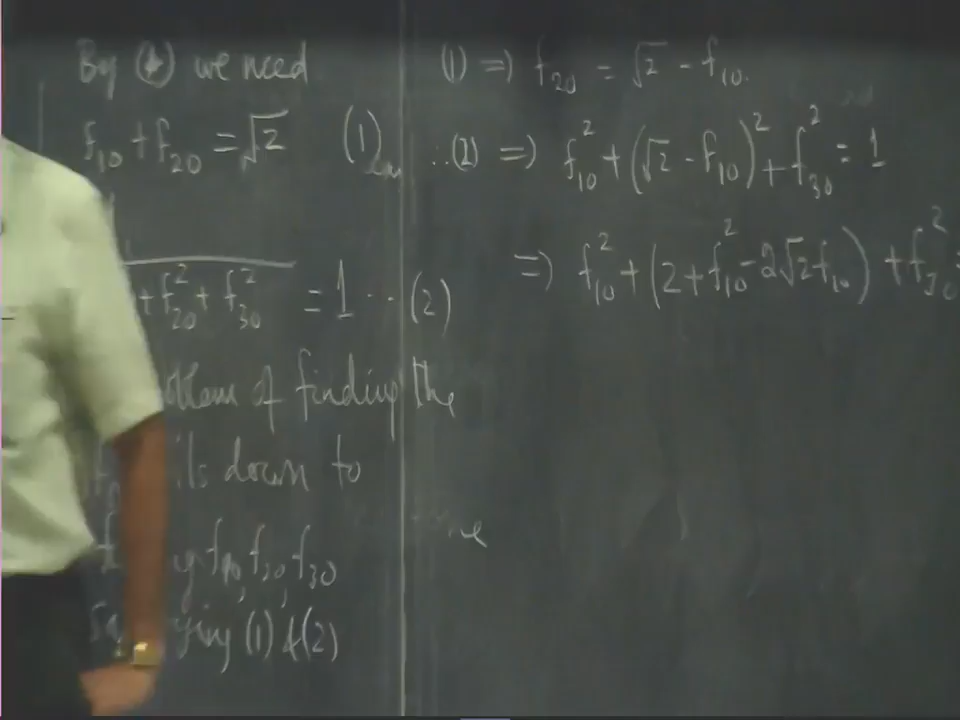 By (*) we need
f₁₀ + f₂₀ = √2 (1)
+ f₂₀² + f₃₀² = 1 ... (2)
of finding the
down to
f₁₀, f₂₀, f₃₀
ying (1) & (2)
(1) ⇒ f₂₀ = √2 - f₁₀.
∴ (2) ⇒ f₁₀² + (√2 - f₁₀)² + f₃₀² = 1
⇒ f₁₀² + (2 + f₁₀² - 2√2 f₁₀) + f₃₀² =